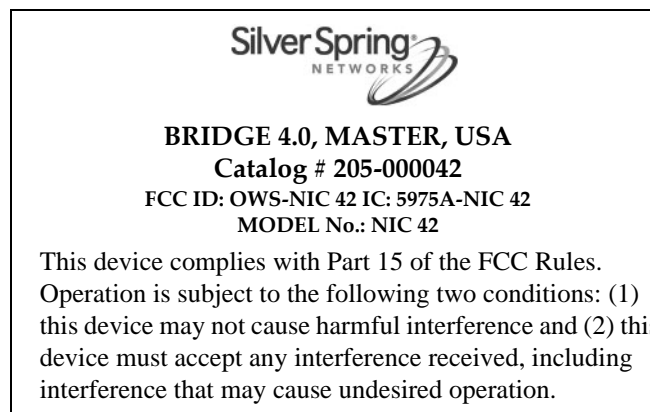 Silver Spring
NETWORKS
BRIDGE 4.0, MASTER, USA
Catalog # 205-000042
FCC ID: OWS-NIC 42 IC: 5975A-NIC 42
MODEL No.: NIC 42
This device complies with Part 15 of the FCC Rules.
Operation is subject to the following two conditions: (1)
this device may not cause harmful interference and (2) this
device must accept any interference received, including
interference that may cause undesired operation.